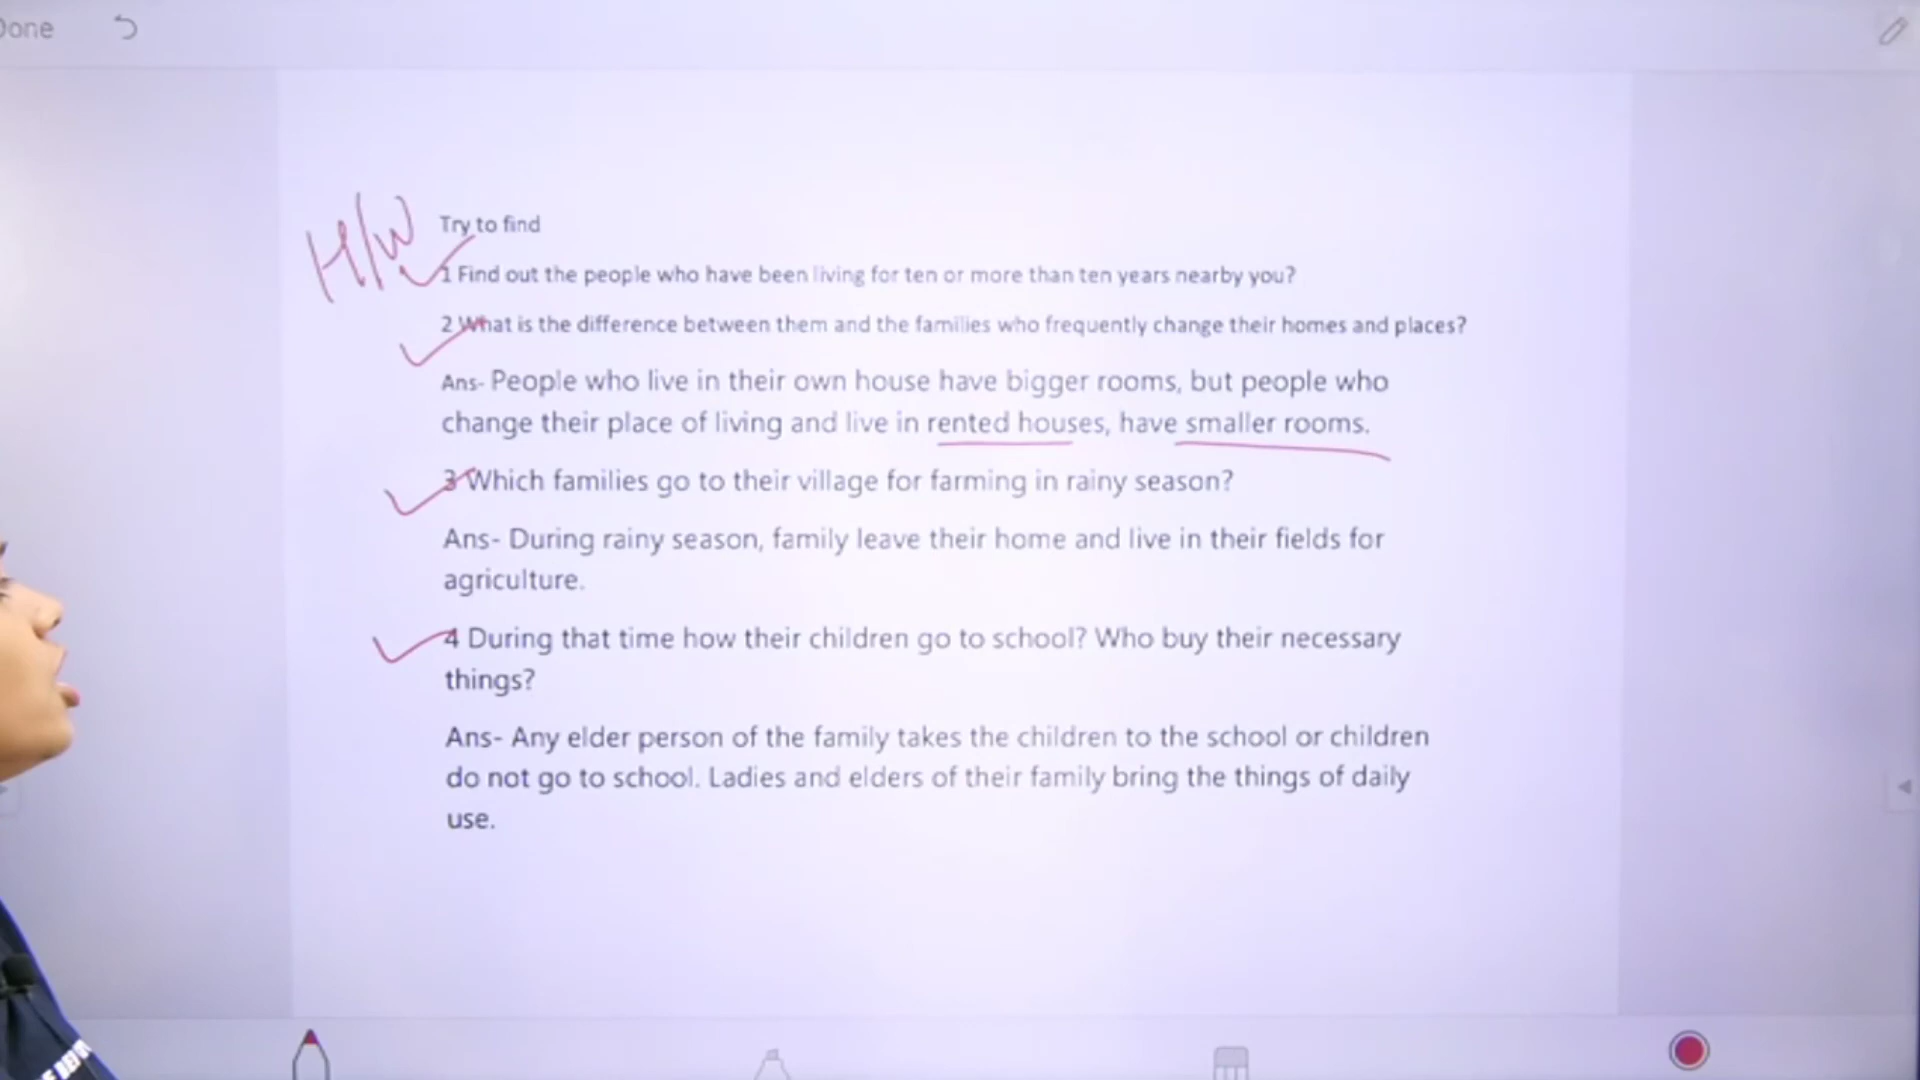 Done
H/W
Try to find
1 Find out the people who have been living for ten or more than ten years nearby you?
2 What is the difference between them and the families who frequently change their homes and places?
Ans- People who live in their own house have bigger rooms, but people who
change their place of living and live in rented houses, have smaller rooms.
3 Which families go to their village for farming in rainy season?
Ans- During rainy season, family leave their home and live in their fields for
agriculture.
4 During that time how their children go to school? Who buy their necessary
things?
Ans- Any elder person of the family takes the children to the school or children
do not go to school. Ladies and elders of their family bring the things of daily
use.